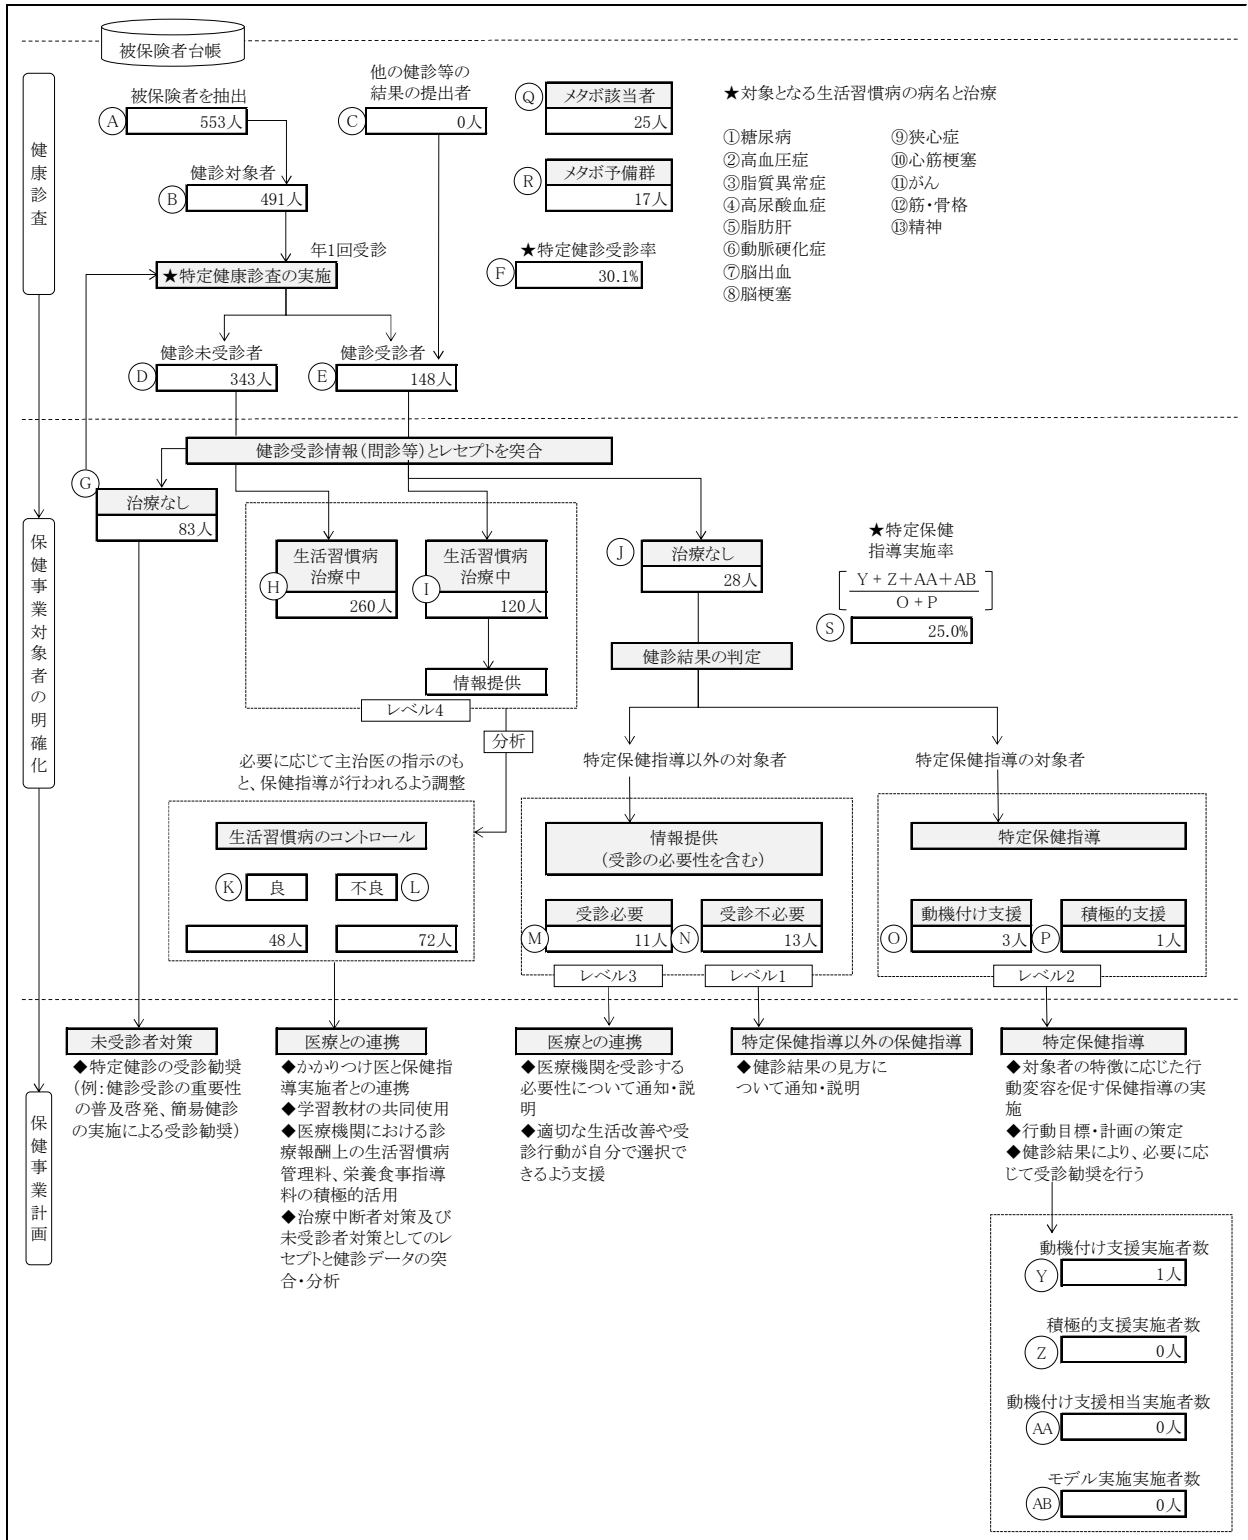 被保険者台帳
健康診査
被保険者を抽出
A
553人
他の健診等の
結果の提出者
C
0人
Q
メタボ該当者
25人
R
メタボ予備群
17人
★特定健診受診率
F
30.1%
★対象となる生活習慣病の病名と治療
①糖尿病
②高血圧症
③脂質異常症
④高尿酸血症
⑤脂肪肝
⑥動脈硬化症
⑦脳出血
⑧脳梗塞
⑨狭心症
⑩心筋梗塞
⑪がん
⑫筋・骨格
⑬精神
健診対象者
B
491人
年1回受診
★特定健康診査の実施
健診未受診者
D
343人
健診受診者
E
148人
保健事業対象者の明確化
健診受診情報(問診等)とレセプトを突合
G
治療なし
83人
生活習慣病
治療中
H
260人
生活習慣病
治療中
I
120人
情報提供
レベル4
分析
J
治療なし
28人
健診結果の判定
★特定保健
指導実施率
Y + Z + AA + AB
O + P
S
25.0%
必要に応じて主治医の指示のも
と、保健指導が行われるよう調整
生活習慣病のコントロール
K
良
不良
L
48人
72人
特定保健指導以外の対象者
情報提供
(受診の必要性を含む)
M
受診必要
11人
N
受診不必要
13人
レベル3
レベル1
特定保健指導の対象者
特定保健指導
O
動機付け支援
3人
P
積極的支援
1人
レベル2
保健事業計画
未受診者対策
◆特定健診の受診勧奨
(例:健診受診の重要性
の普及啓発、簡易健診
の実施による受診勧奨)
医療との連携
◆かかりつけ医と保健指
導実施者との連携
◆学習教材の共同使用
◆医療機関における診
療報酬上の生活習慣病
管理料、栄養食事指導
料の積極的活用
◆治療中断者対策及び
未受診者対策としてのレ
セプトと健診データの突
合・分析
医療との連携
◆医療機関を受診する
必要性について通知・説
明
◆適切な生活改善や受
診行動が自分で選択で
きるよう支援
特定保健指導以外の保健指導
◆健診結果の見方に
ついて通知・説明
特定保健指導
◆対象者の特徴に応じた行
動変容を促す保健指導の実
施
◆行動目標・計画の策定
◆健診結果により、必要に応
じて受診勧奨を行う
動機付け支援実施者数
Y
1人
積極的支援実施者数
Z
0人
動機付け支援相当実施者数
AA
0人
モデル実施実施者数
AB
0人